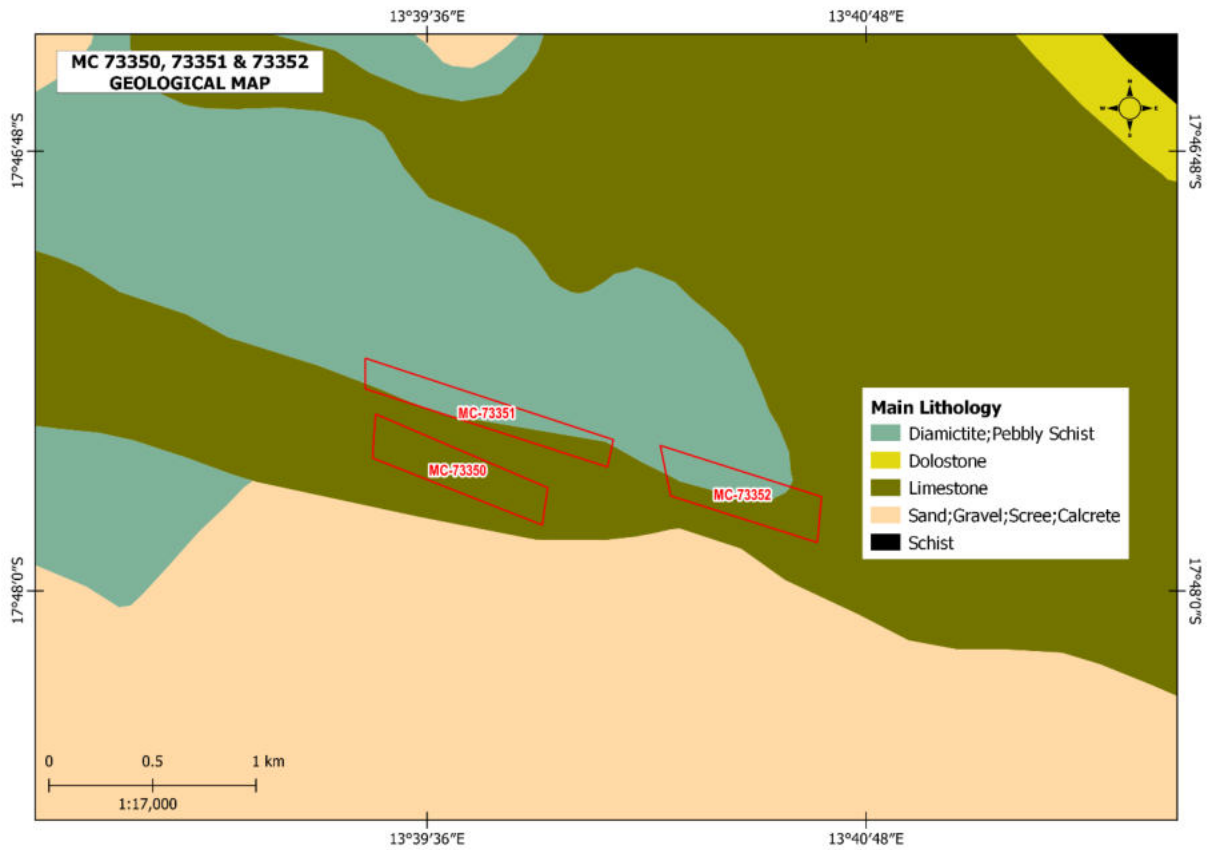 13°39'36"E 13°40'48"E
MC 73350, 73351 & 73352
GEOLOGICAL MAP
N
W E
S
17°46'48"S 17°46'48"S
MC-73351
MC-73350
MC-73352
Main Lithology
Diamictite;Pebbly Schist
Dolostone
Limestone
Sand;Gravel;Scree;Calcrete
Schist
17°48'0"S 17°48'0"S
0 0.5 1 km
1:17,000
13°39'36"E 13°40'48"E